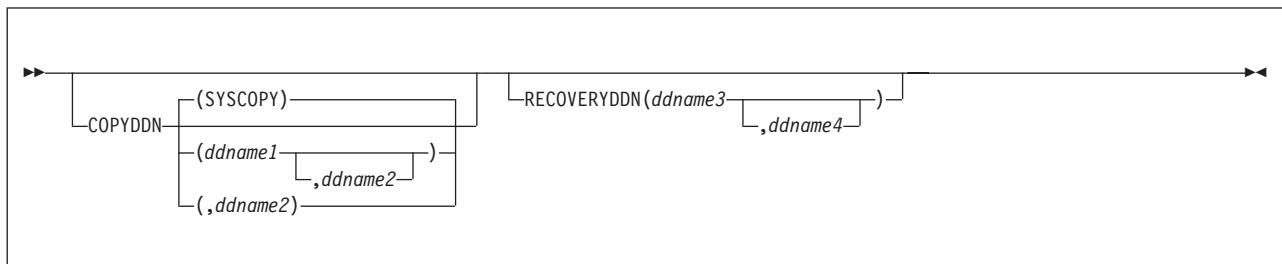 (SYSCOPY)
COPYDDN
(ddname1
,ddname2
)
(,ddname2)
RECOVERYDDN(ddname3
,ddname4
)